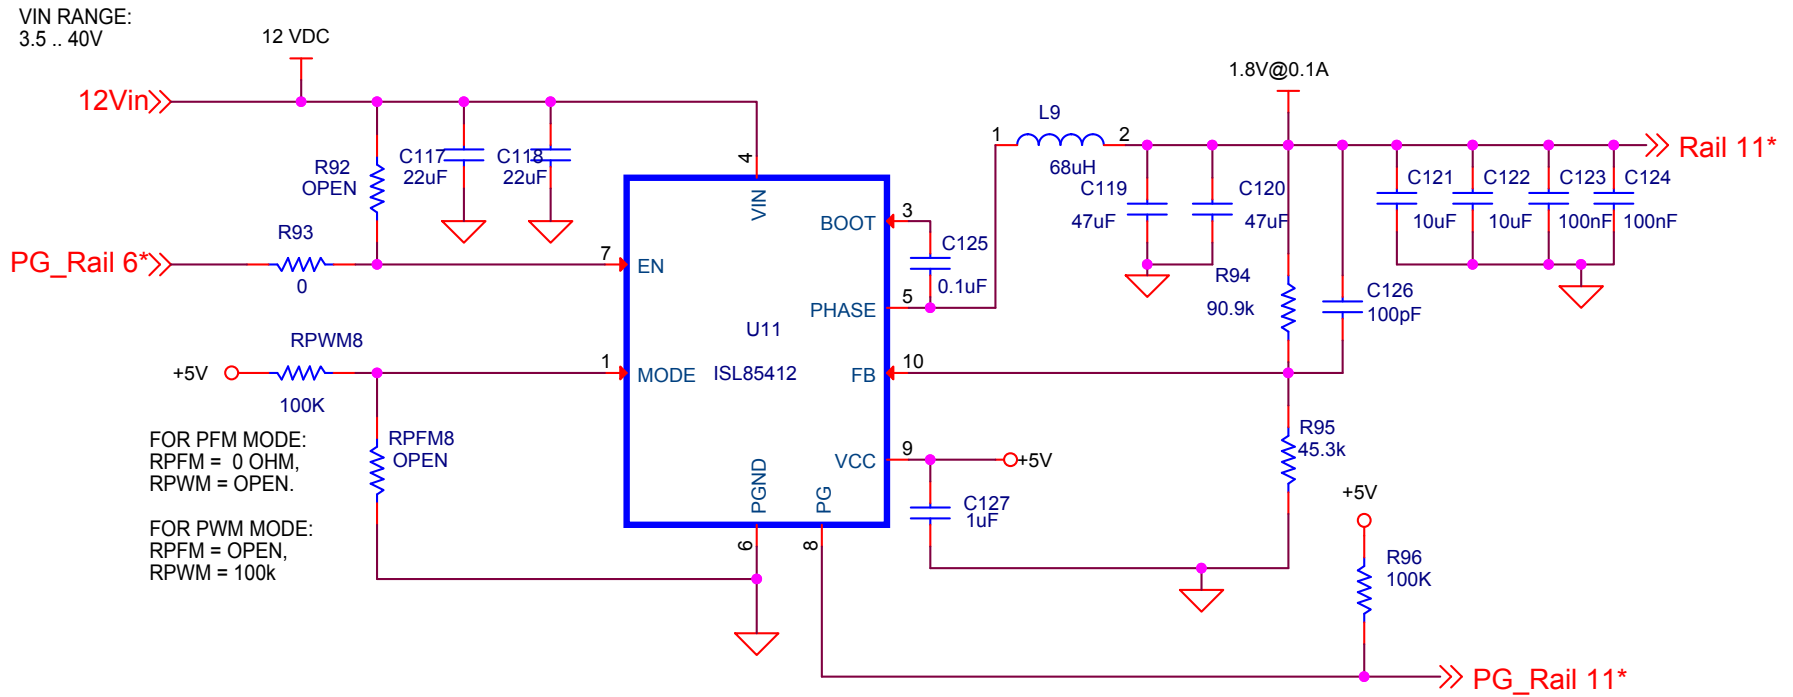 VIN RANGE:
3.5 .. 40V
12 VDC
12Vin
R92
OPEN
C117
22uF
C118
22uF
R93
0
PG_Rail 6*
RPWM8
+5V
100K
RPFM8
OPEN
FOR PFM MODE:
RPFM =  0 OHM,
RPWM = OPEN.
FOR PWM MODE:
RPFM = OPEN,
RPWM = 100k
4
VIN
7
EN
1
MODE
U11
ISL85412
BOOT
3
PHASE
5
FB
10
VCC
9
PGND
6
PG
8
C125
0.1uF
+5V
C127
1uF
1
L9
2
68uH
1.8V@0.1A
Rail 11*
C119
47uF
C120
47uF
C121
10uF
C122
10uF
C123
100nF
C124
100nF
R94
90.9k
C126
100pF
R95
45.3k
+5V
R96
100K
PG_Rail 11*